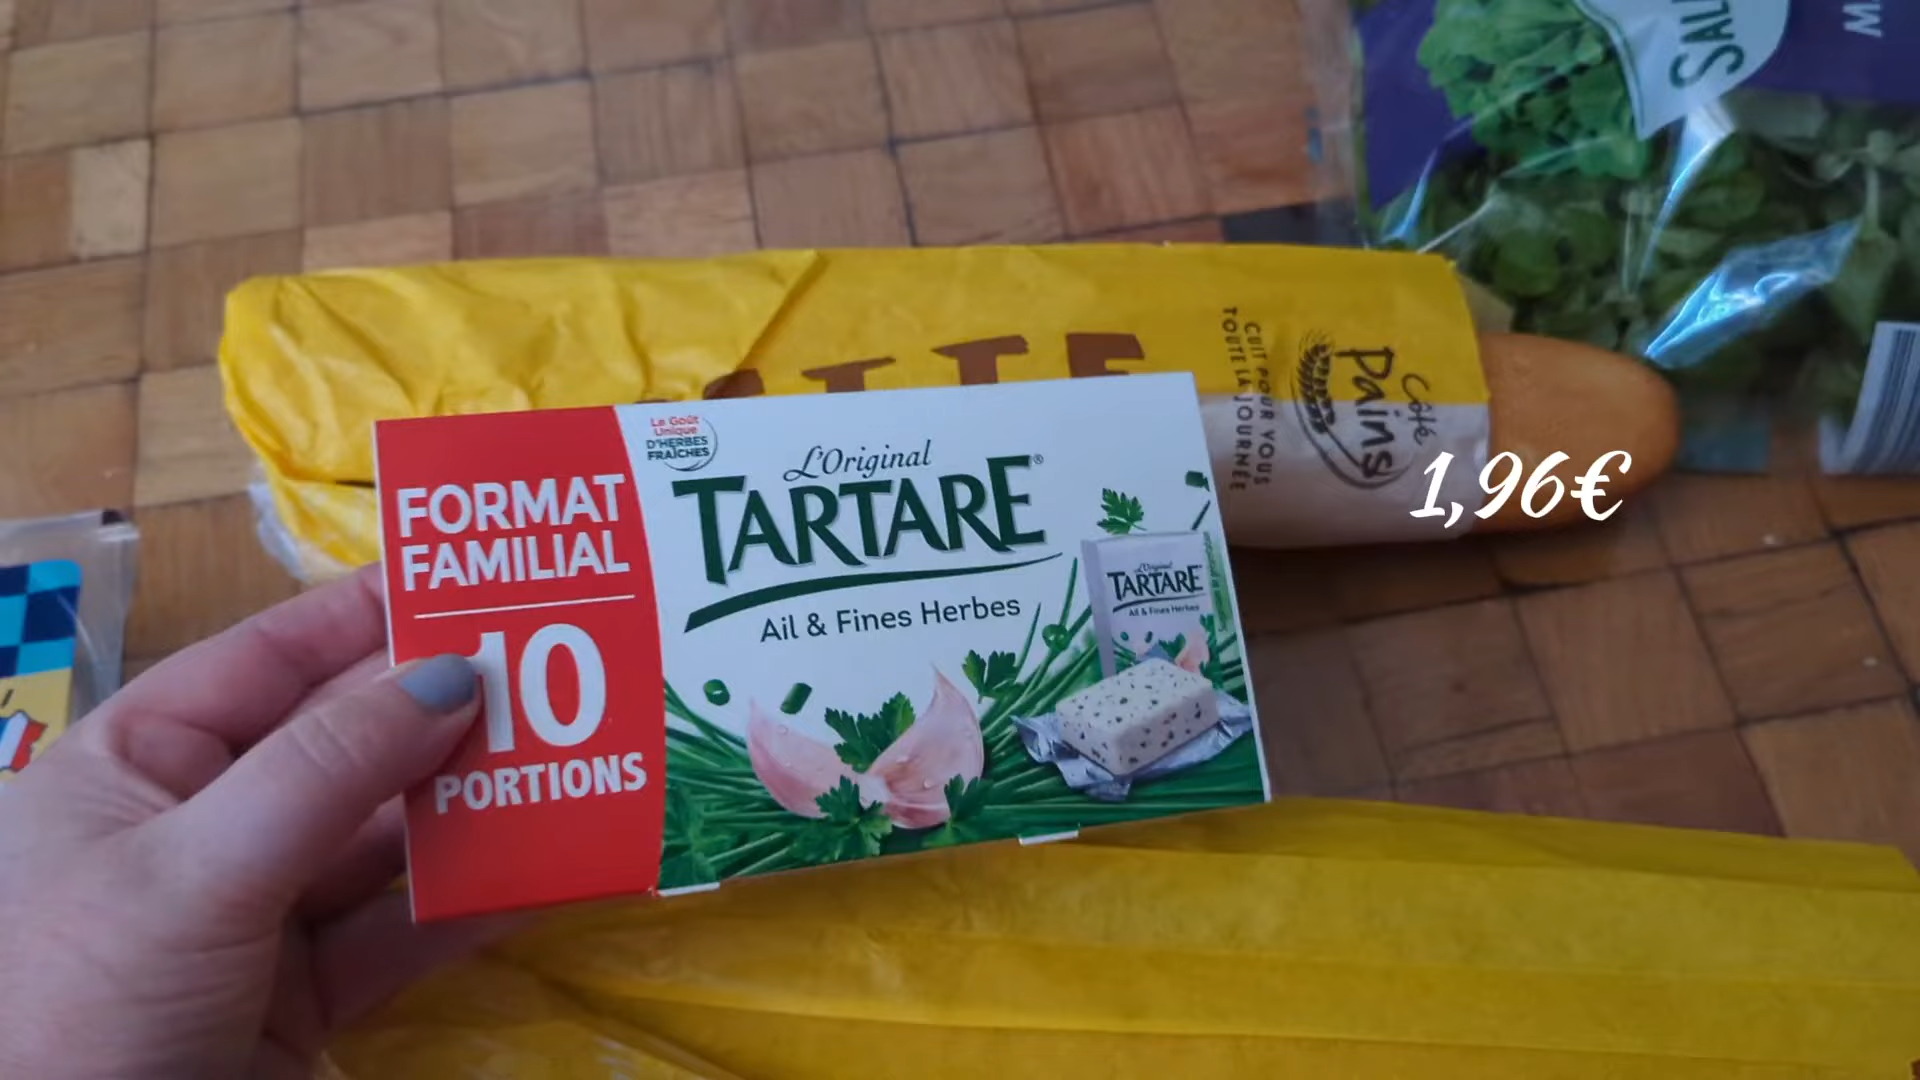 SAL
Le Goût
Unique
D'HERBES
FRAÎCHES
L'Original
TARTARE®
Ail & Fines Herbes
FORMAT
FAMILIAL
10
PORTIONS
L'Original
TARTARE
Ail & Fines Herbes
CUIT POUR VOUS
TOUTE LA JOURNÉE
Côté
Pains
1,96€